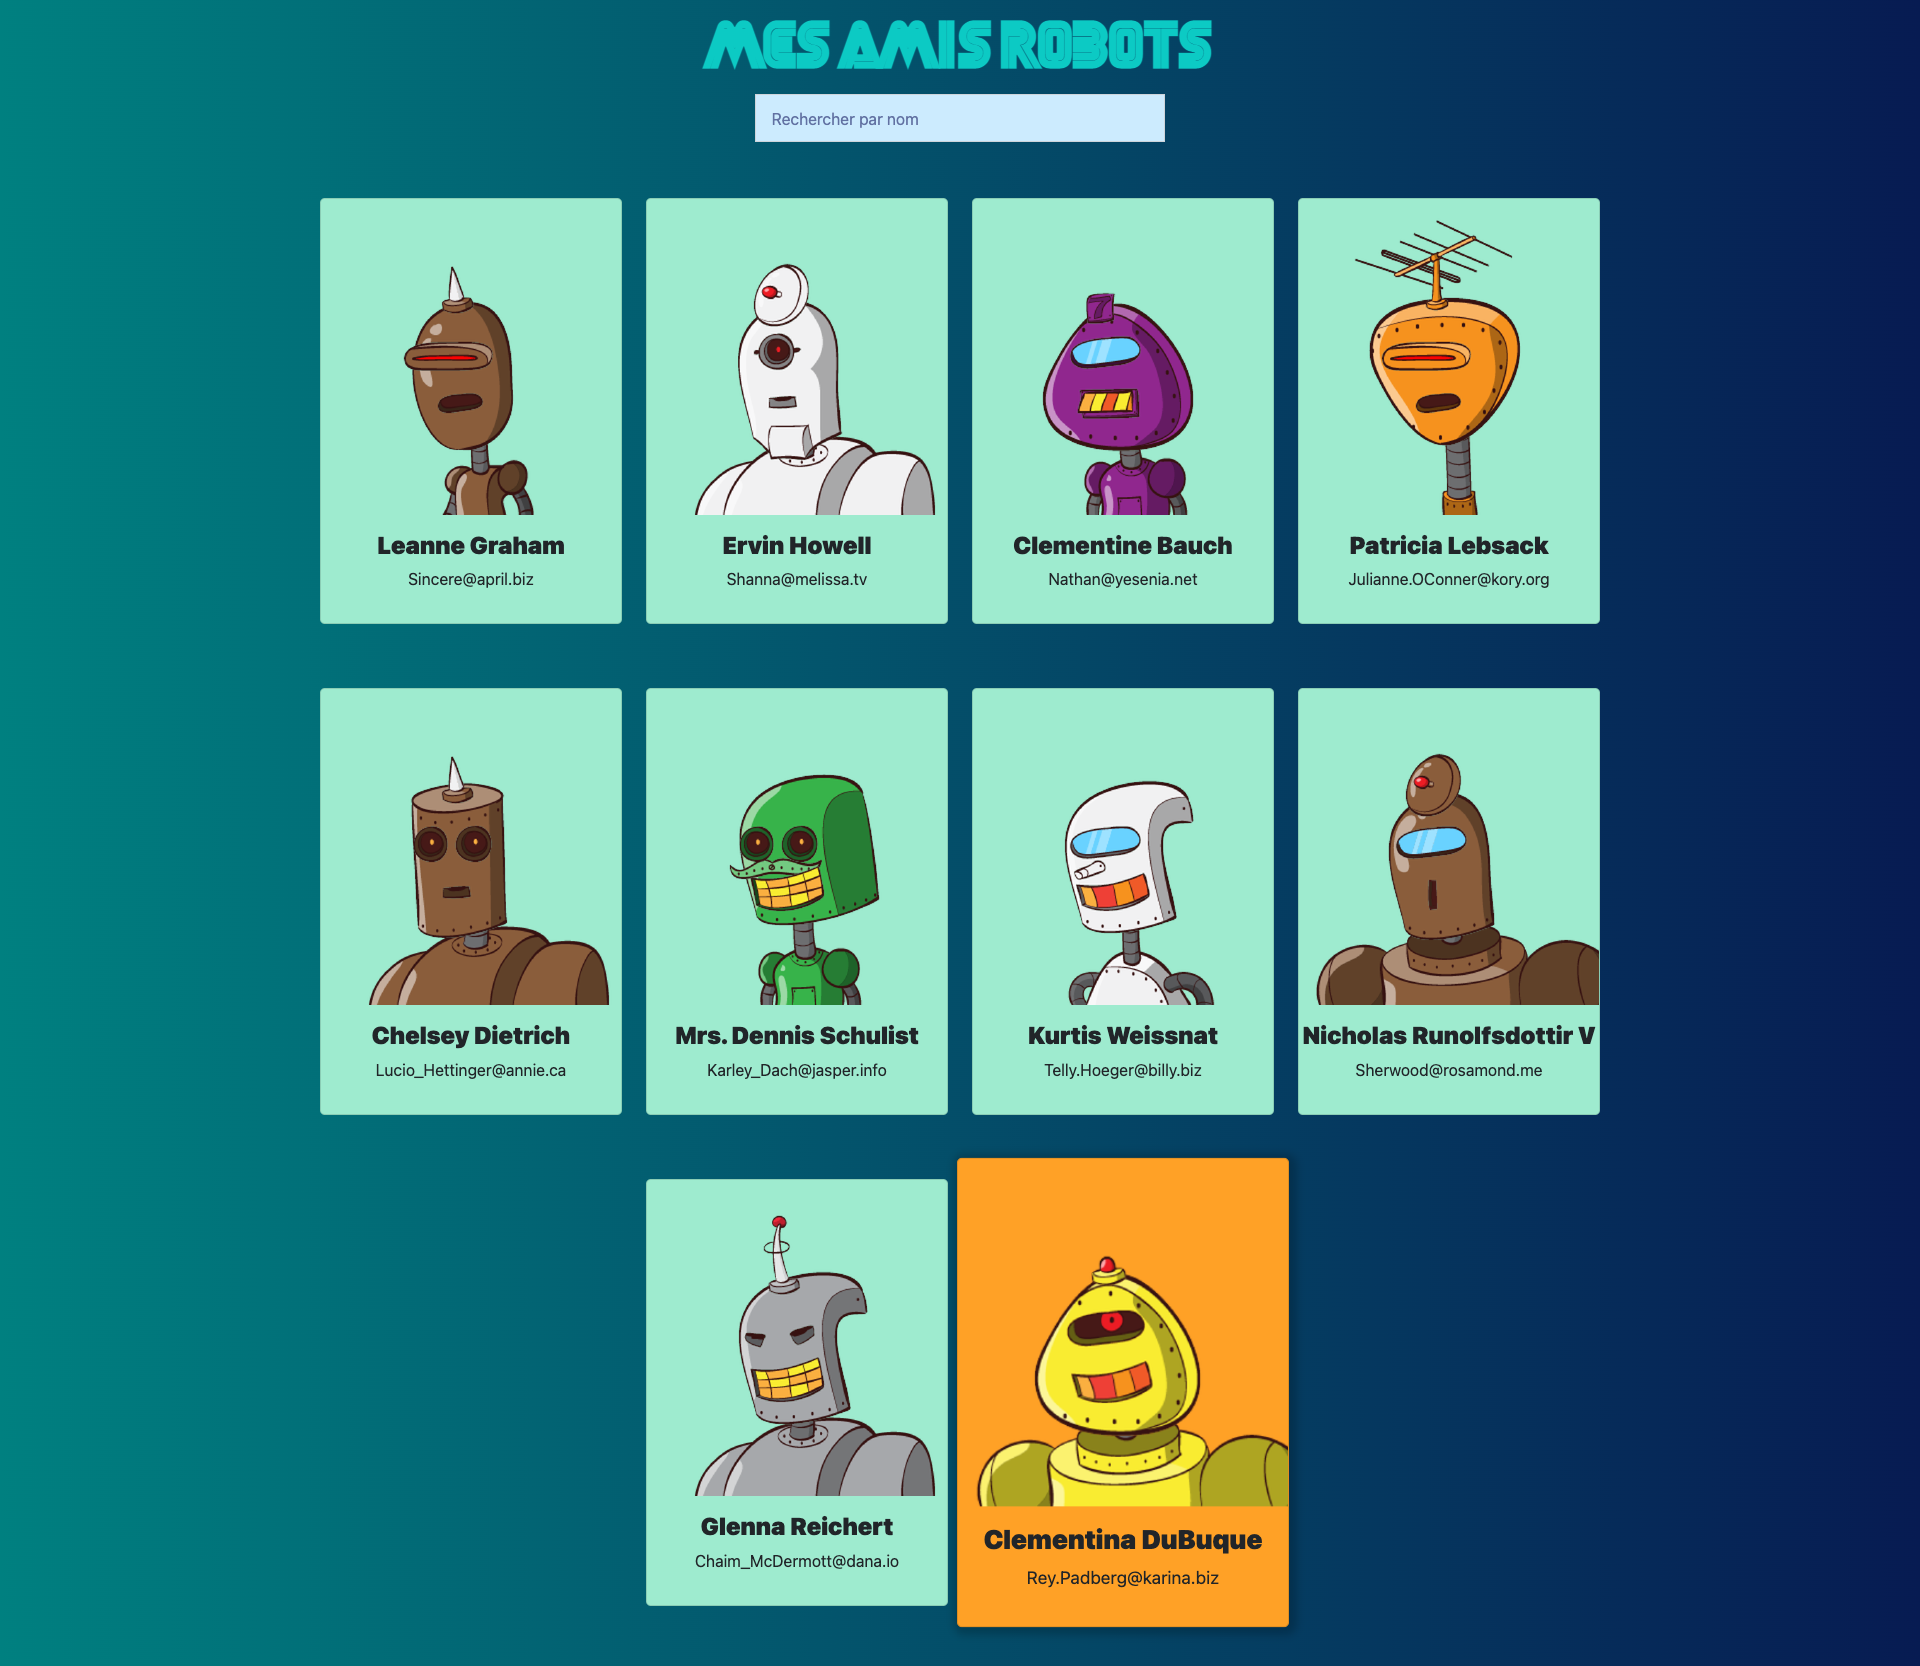 MES AMIS ROBOTS
Rechercher par nom
7
Leanne Graham
Sincere@april.biz
Ervin Howell
Shanna@melissa.tv
Clementine Bauch
Nathan@yesenia.net
Patricia Lebsack
Julianne.OConner@kory.org
Chelsey Dietrich
Lucio_Hettinger@annie.ca
Mrs. Dennis Schulist
Karley_Dach@jasper.info
Kurtis Weissnat
Telly.Hoeger@billy.biz
Nicholas Runolfsdottir V
Sherwood@rosamond.me
Glenna Reichert
Chaim_McDermott@dana.io
Clementina DuBuque
Rey.Padberg@karina.biz